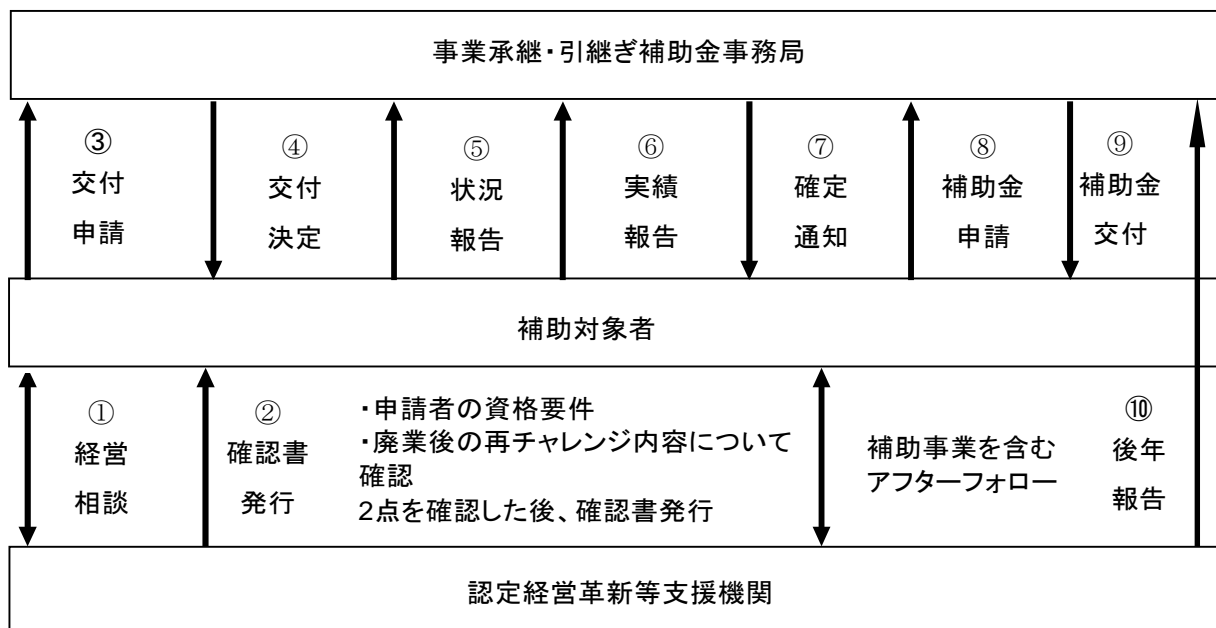 事業承継・引継ぎ補助金事務局
③
交付
申請
④
交付
決定
⑤
状況
報告
⑥
実績
報告
⑦
確定
通知
⑧
補助金
申請
⑨
補助金
交付
補助対象者
①
経営
相談
②
確認書
発行
・申請者の資格要件
・廃業後の再チャレンジ内容について
確認
2点を確認した後、確認書発行
補助事業を含む
アフターフォロー
⑩
後年
報告
認定経営革新等支援機関